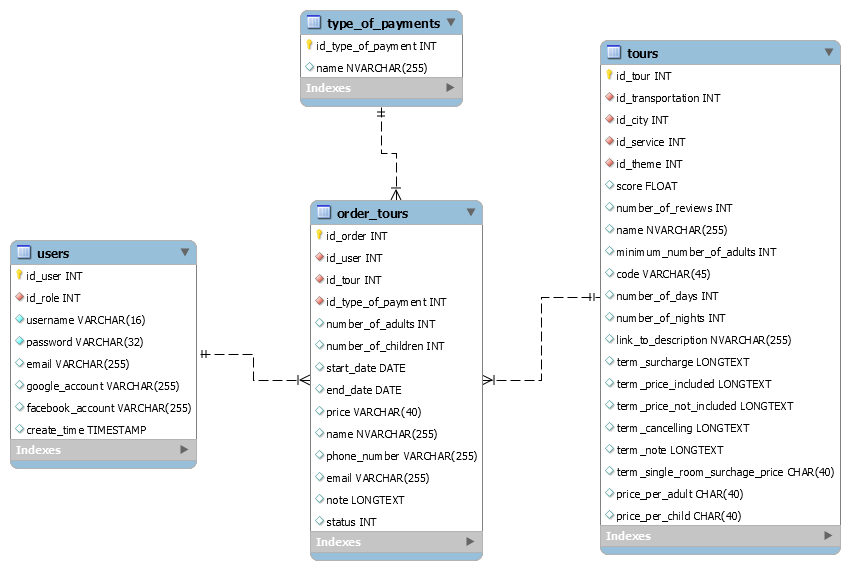 type_of_payments
id_type_of_payment INT
name NVARCHAR(255)
Indexes
tours
id_tour INT
id_transportation INT
id_city INT
id_service INT
id_theme INT
score FLOAT
number_of_reviews INT
name NVARCHAR(255)
minimum_number_of_adults INT
code VARCHAR(45)
number_of_days INT
number_of_nights INT
link_to_description NVARCHAR(255)
term_surcharge LONGTEXT
term_price_included LONGTEXT
term_price_not_included LONGTEXT
term_cancelling LONGTEXT
term_note LONGTEXT
term_single_room_surchage_price CHAR(40)
price_per_adult CHAR(40)
price_per_child CHAR(40)
Indexes
order_tours
id_order INT
id_user INT
id_tour INT
id_type_of_payment INT
number_of_adults INT
number_of_children INT
start_date DATE
end_date DATE
price VARCHAR(40)
name NVARCHAR(255)
phone_number VARCHAR(255)
email VARCHAR(255)
note LONGTEXT
status INT
Indexes
users
id_user INT
id_role INT
username VARCHAR(16)
password VARCHAR(32)
email VARCHAR(255)
google_account VARCHAR(255)
facebook_account VARCHAR(255)
create_time TIMESTAMP
Indexes